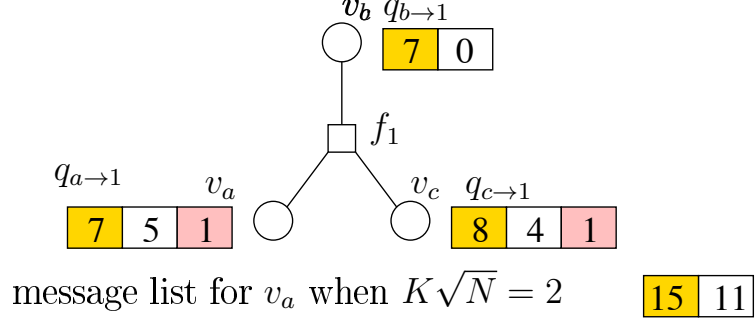 v_b q_{b→1}
7 0
f_1
q_{a→1} v_a v_c q_{c→1}
7 5 1 8 4 1
message list for v_a when K√N = 2 15 11